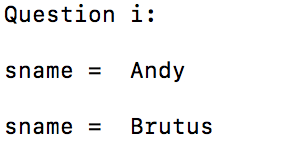 Question i:
sname =  Andy
sname =  Brutus